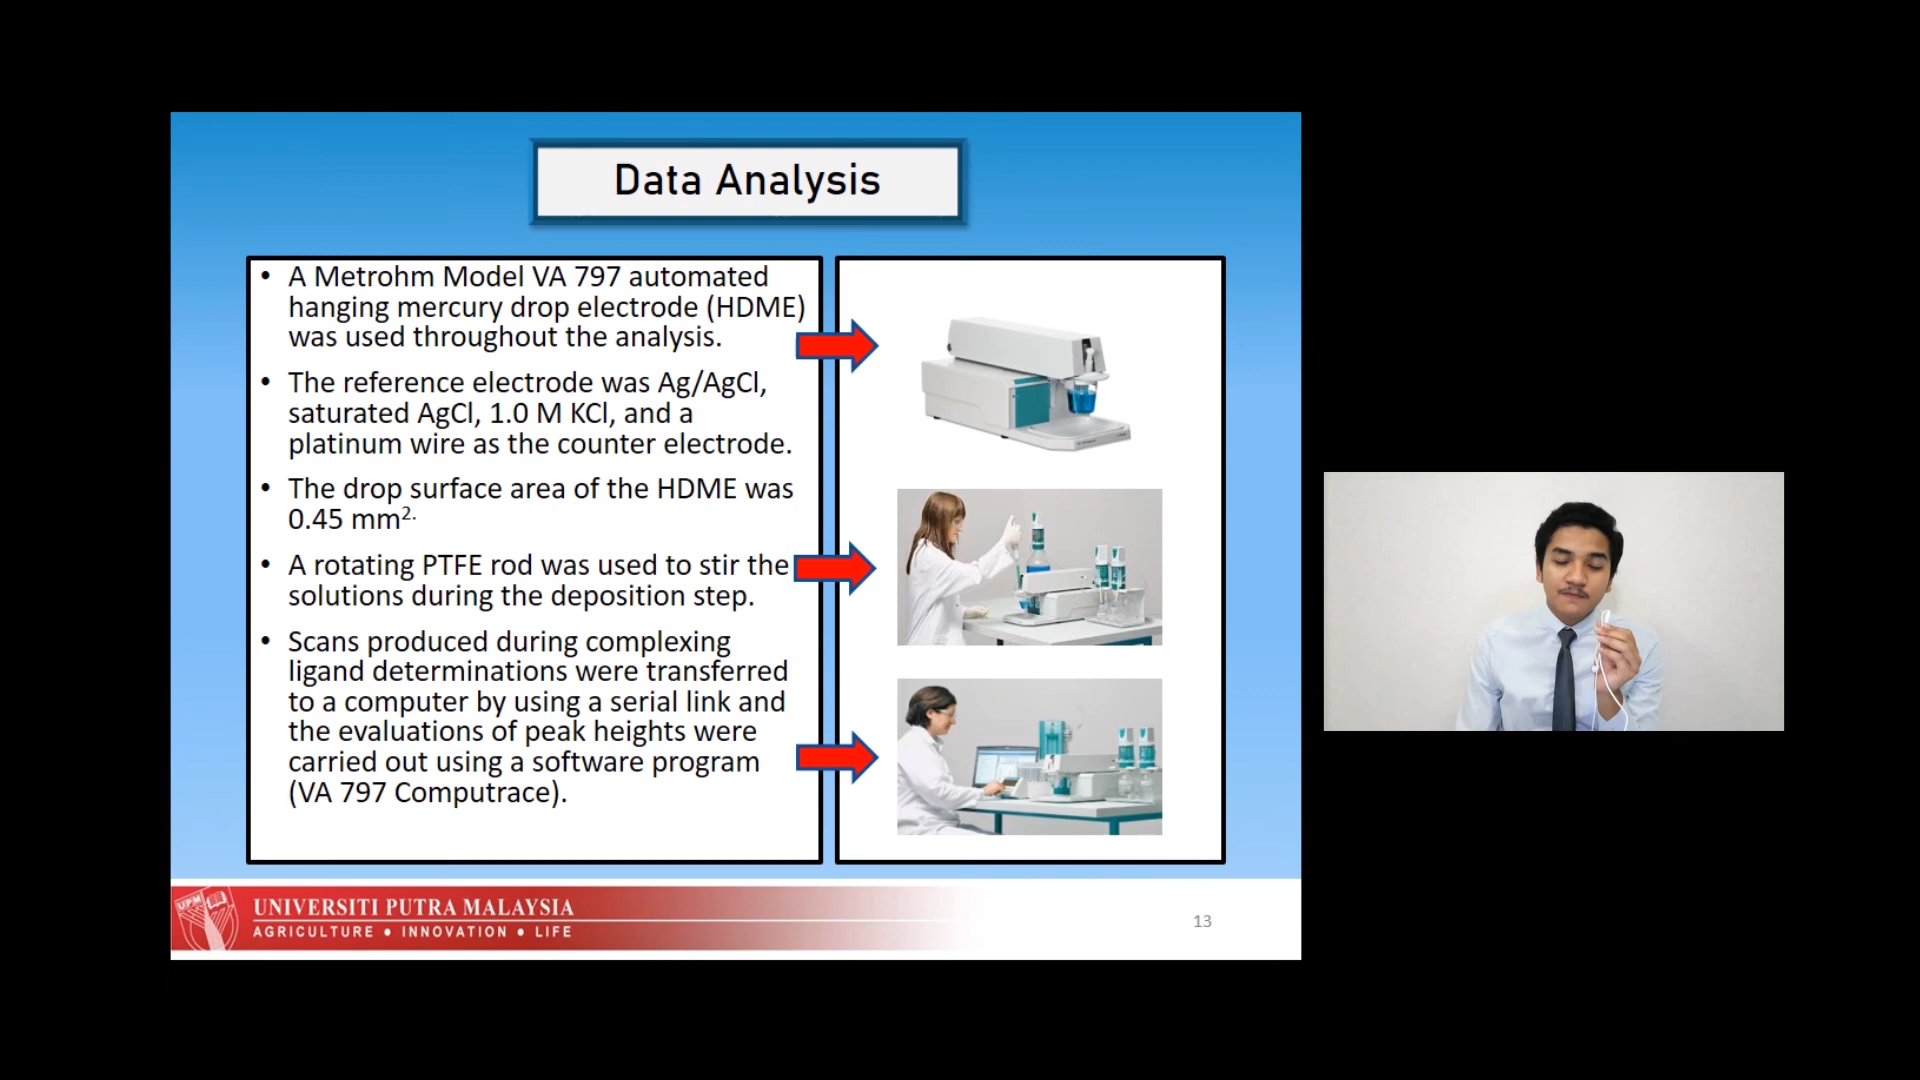 Data Analysis
• A Metrohm Model VA 797 automated
hanging mercury drop electrode (HDME)
was used throughout the analysis.
• The reference electrode was Ag/AgCl,
saturated AgCl, 1.0 M KCl, and a
platinum wire as the counter electrode.
• The drop surface area of the HDME was
0.45 mm².
• A rotating PTFE rod was used to stir the
solutions during the deposition step.
• Scans produced during complexing
ligand determinations were transferred
to a computer by using a serial link and
the evaluations of peak heights were
carried out using a software program
(VA 797 Computrace).
UPM
UNIVERSITI PUTRA MALAYSIA
AGRICULTURE • INNOVATION • LIFE
13